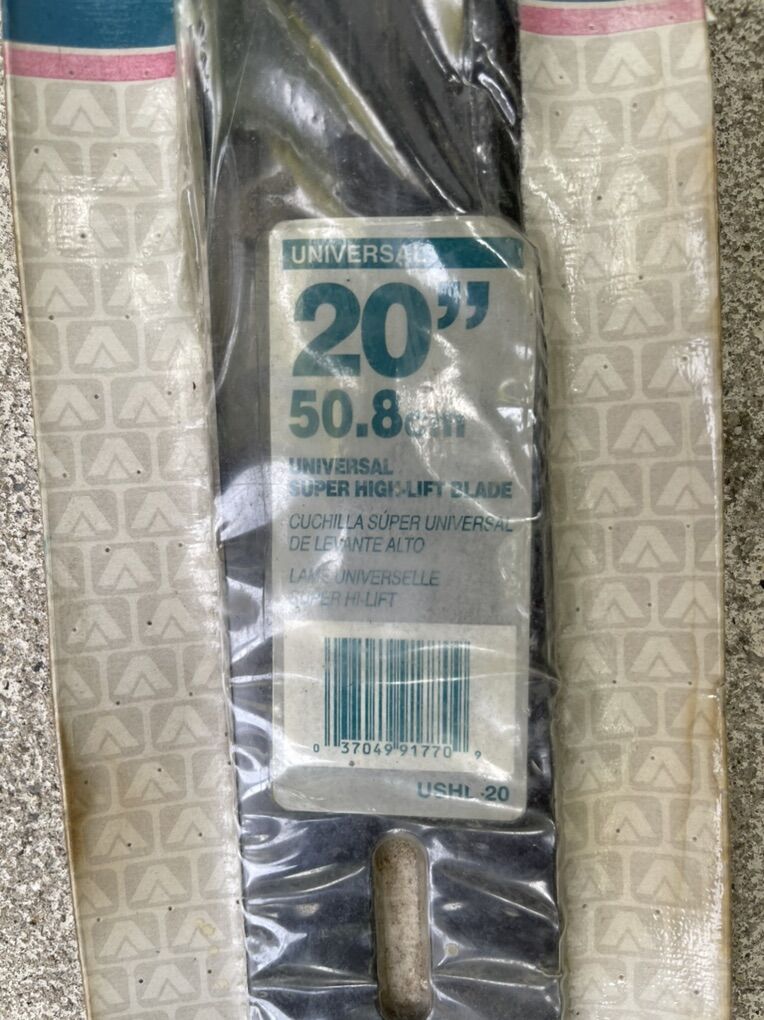 UNIVERSAL
20”
50.8cm
UNIVERSAL
SUPER HIGH-LIFT BLADE
CUCHILLA SÚPER UNIVERSAL
DE LEVANTE ALTO
LAME UNIVERSELLE
SUPER HI-LIFT
0 37049 91770 9
USHL-20